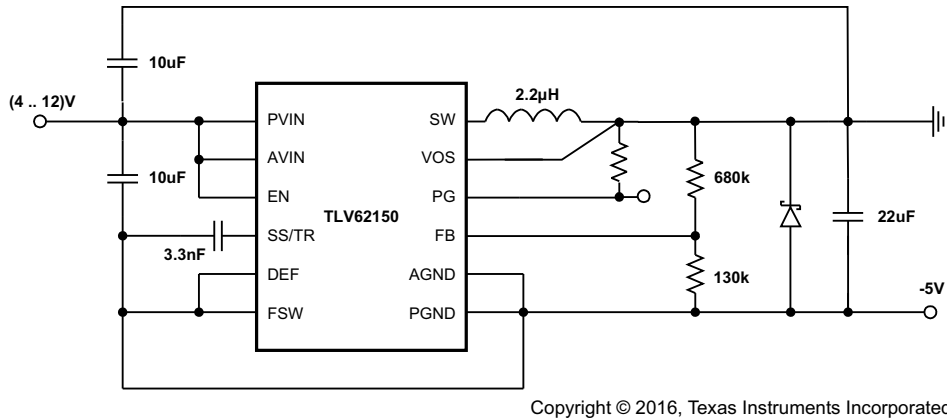 10uF
(4 .. 12)V
10uF
3.3nF
PVIN
AVIN
EN
SS/TR
DEF
FSW
TLV62150
SW
VOS
PG
FB
AGND
PGND
2.2µH
680k
130k
22uF
-5V
Copyright © 2016, Texas Instruments Incorporated